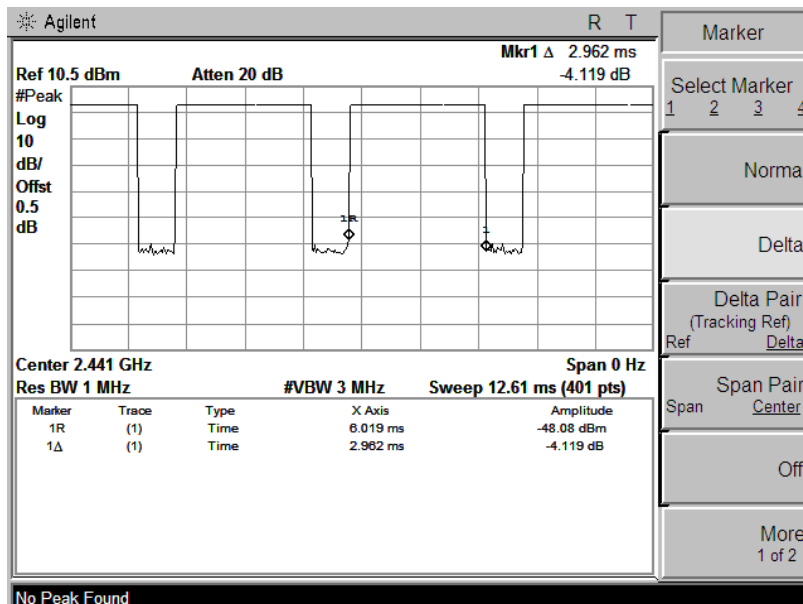 Agilent R T
Mkr1 Δ 2.962 ms
Ref 10.5 dBm Atten 20 dB -4.119 dB
#Peak
Log
10
dB/
Offst
0.5
dB
1R
1
Center 2.441 GHz Span 0 Hz
Res BW 1 MHz #VBW 3 MHz Sweep 12.61 ms (401 pts)
Marker Trace Type X Axis Amplitude
1R (1) Time 6.019 ms -48.08 dBm
1Δ (1) Time 2.962 ms -4.119 dB
No Peak Found
Marker
Select Marker
1 2 3 4
Norma
Delta
Delta Pair
(Tracking Ref)
Ref Delta
Span Pair
Span Center
Off
More
1 of 2